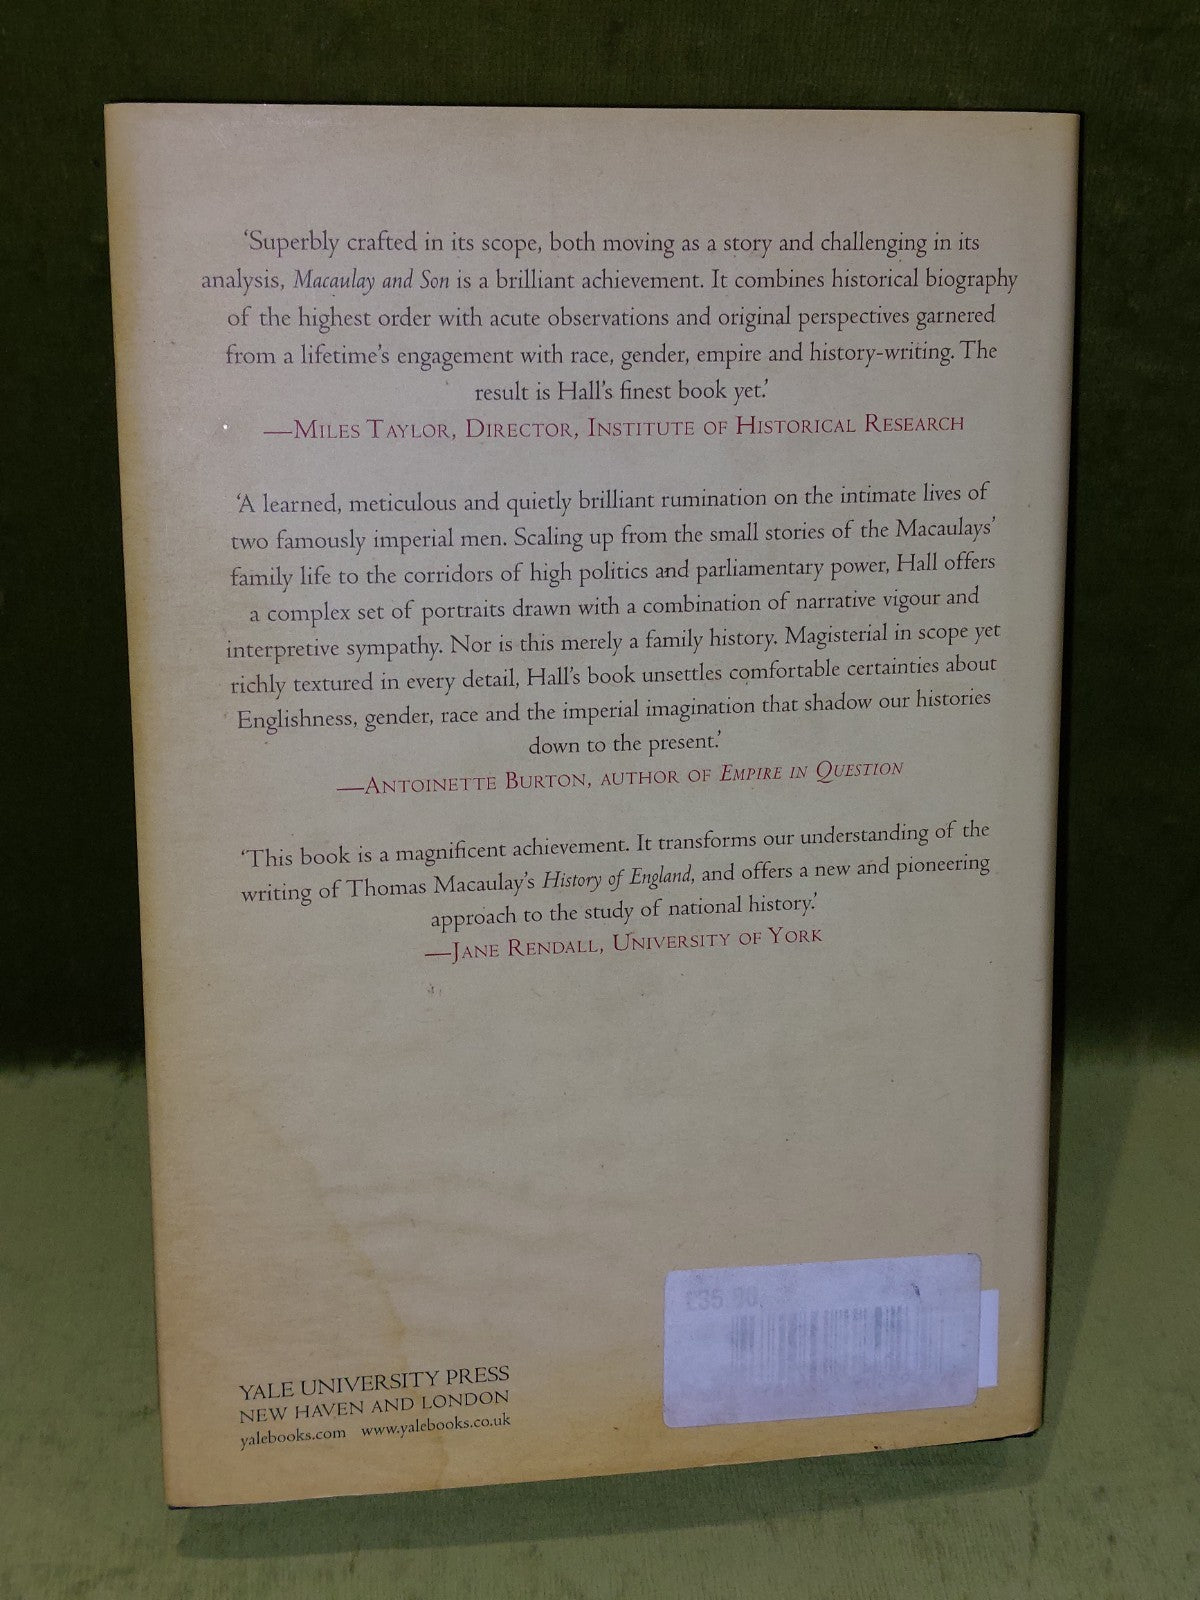 ‘Superbly crafted in its scope, both moving as a story and challenging in its
analysis, Macaulay and Son is a brilliant achievement. It combines historical biography
of the highest order with acute observations and original perspectives garnered
from a lifetime’s engagement with race, gender, empire and history-writing. The
result is Hall’s finest book yet.’
—MILES TAYLOR, DIRECTOR, INSTITUTE OF HISTORICAL RESEARCH
‘A learned, meticulous and quietly brilliant rumination on the intimate lives of
two famously imperial men. Scaling up from the small stories of the Macaulays’
family life to the corridors of high politics and parliamentary power, Hall offers
a complex set of portraits drawn with a combination of narrative vigour and
interpretive sympathy. Nor is this merely a family history. Magisterial in scope yet
richly textured in every detail, Hall’s book unsettles comfortable certainties about
Englishness, gender, race and the imperial imagination that shadow our histories
down to the present.’
—ANTOINETTE BURTON, AUTHOR OF EMPIRE IN QUESTION
‘This book is a magnificent achievement. It transforms our understanding of the
writing of Thomas Macaulay’s History of England, and offers a new and pioneering
approach to the study of national history.’
—JANE RENDALL, UNIVERSITY OF YORK
YALE UNIVERSITY PRESS
NEW HAVEN AND LONDON
yalebooks.com www.yalebooks.co.uk